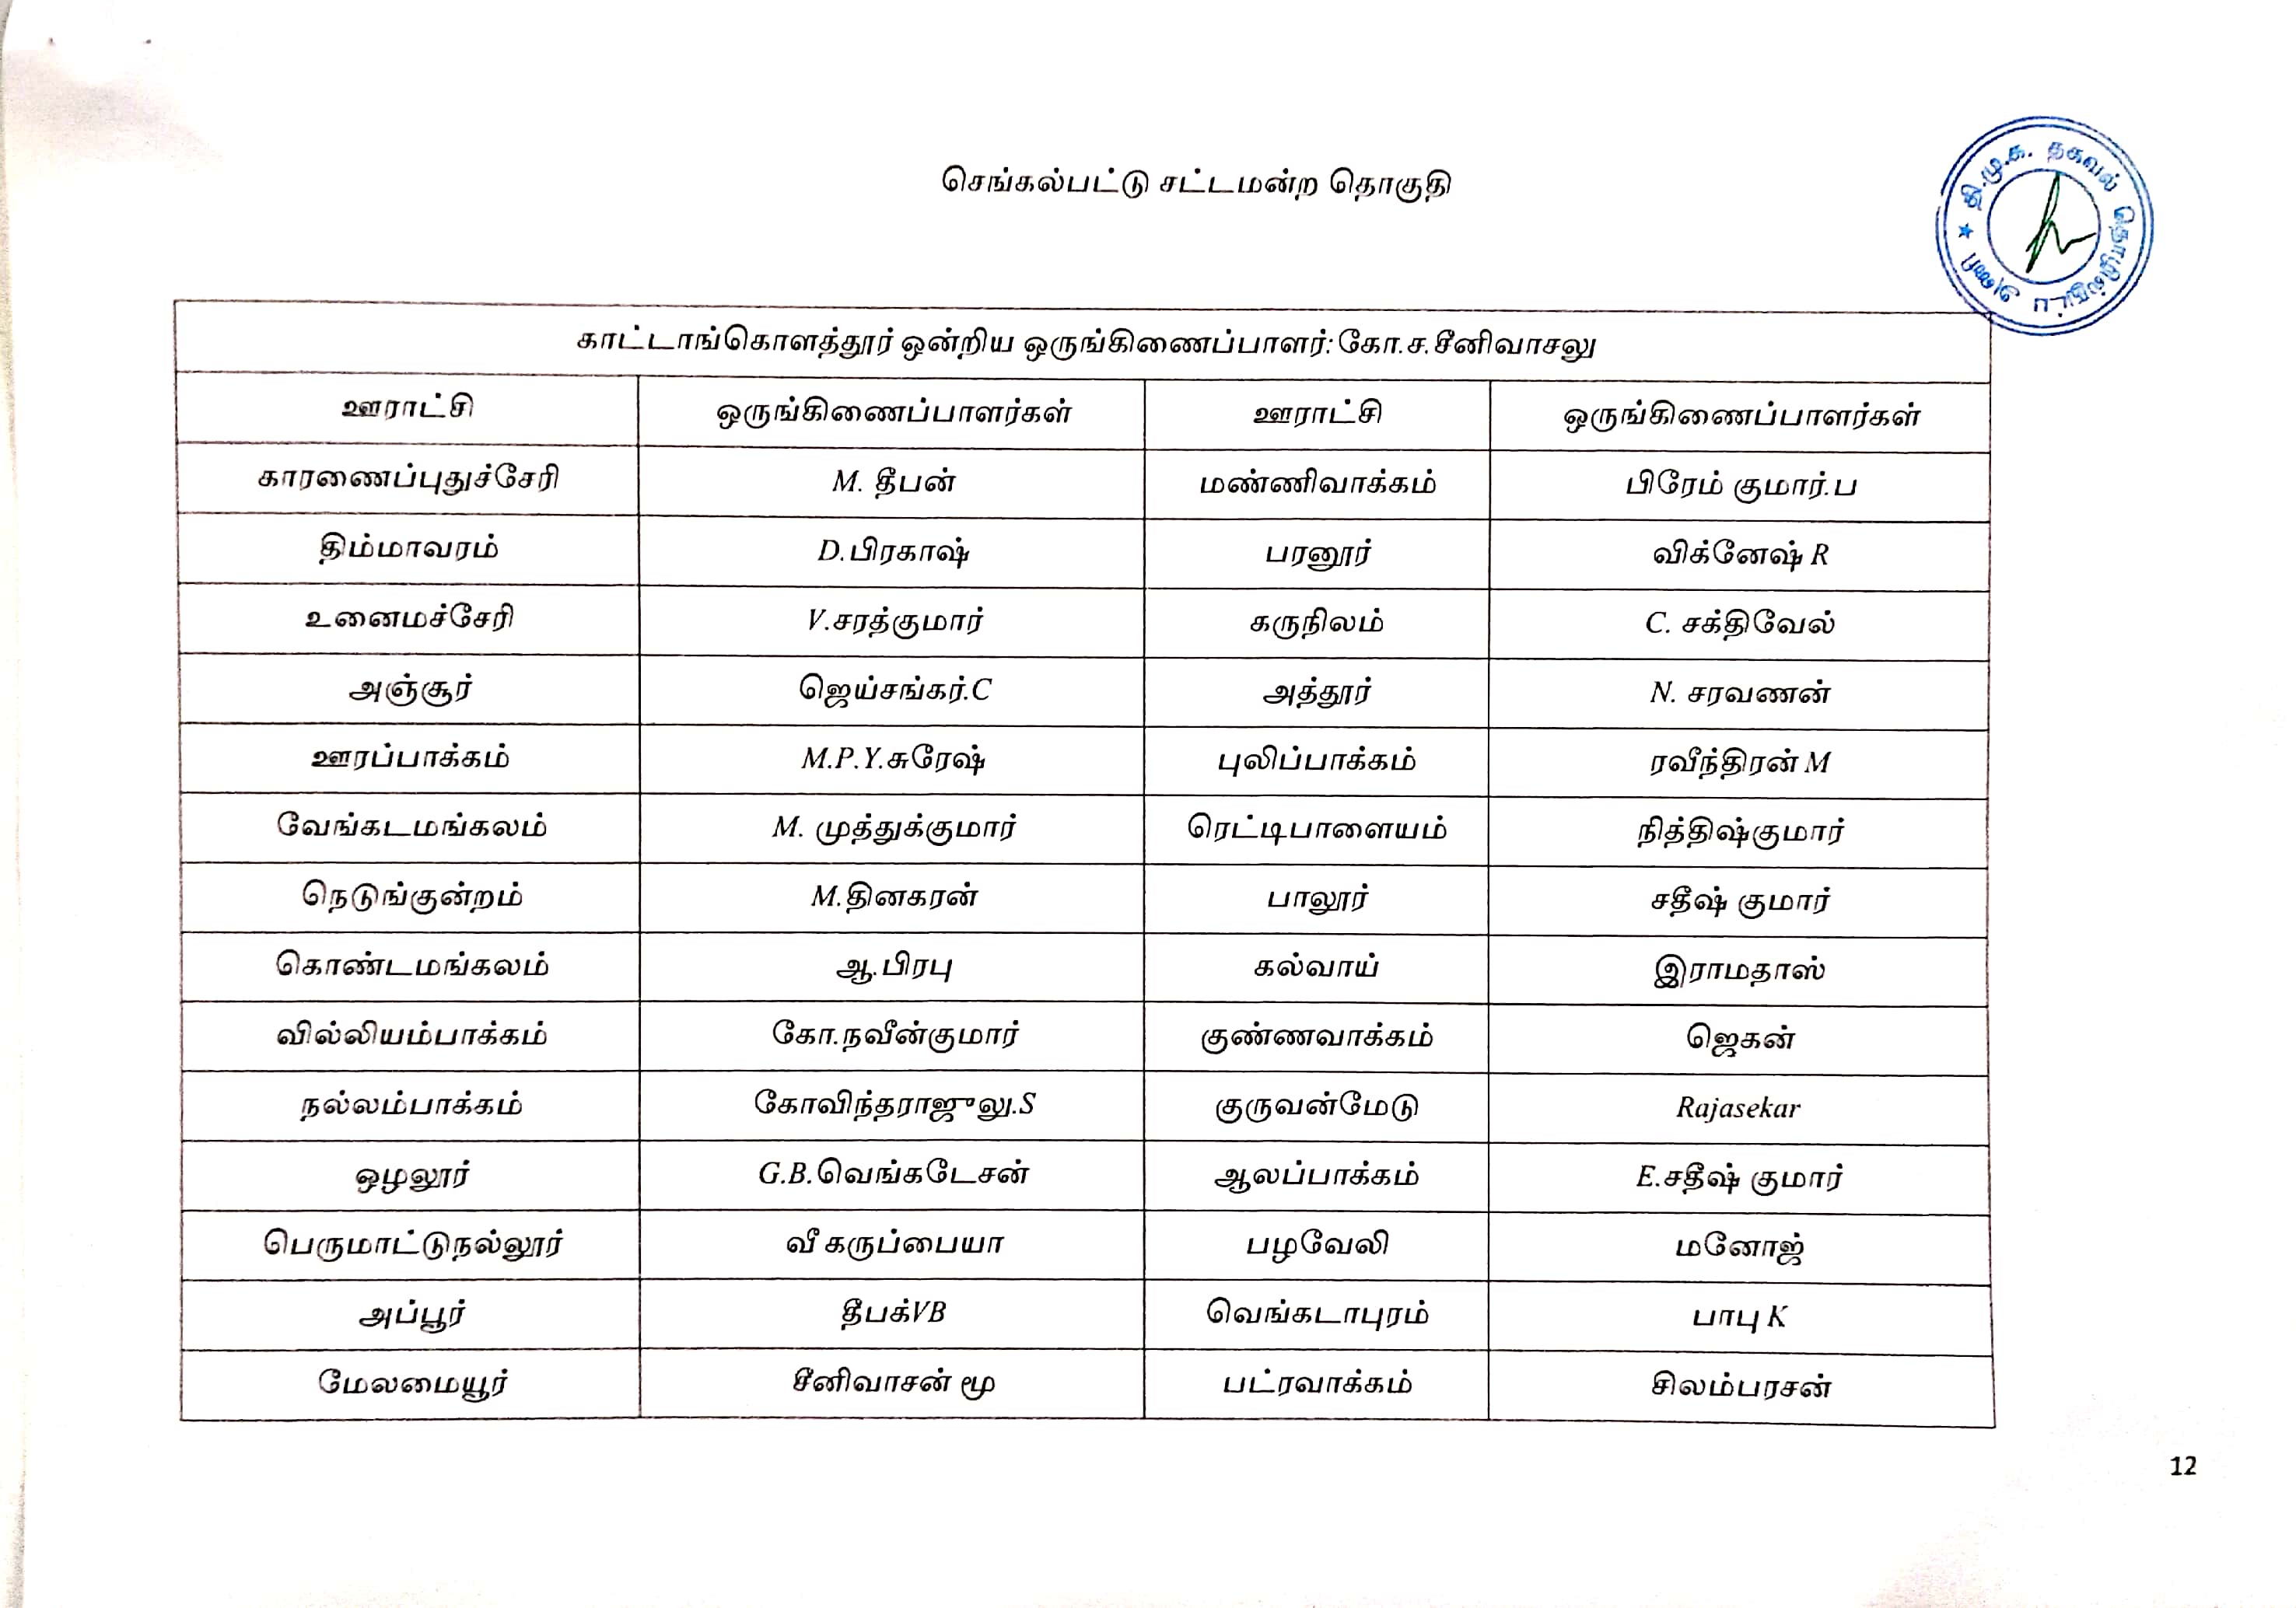 செங்கல்பட்டு சட்டமன்ற தொகுதி
தி.மு.க. தகவல் தொழில்நுட்ப அணி
காட்டாங்கொளத்தூர் ஒன்றிய ஒருங்கிணைப்பாளர்:கோ.ச.சீனிவாசலு
ஊராட்சி ஒருங்கிணைப்பாளர்கள் ஊராட்சி ஒருங்கிணைப்பாளர்கள்
காரணைப்புதுச்சேரி M. தீபன் மண்ணிவாக்கம் பிரேம் குமார்.ப
திம்மாவரம் D.பிரகாஷ் பரனூர் விக்னேஷ் R
உனைமச்சேரி V.சரத்குமார் கருநிலம் C. சக்திவேல்
அஞ்சூர் ஜெய்சங்கர்.C அத்தூர் N. சரவணன்
ஊரப்பாக்கம் M.P.Y.சுரேஷ் புலிப்பாக்கம் ரவீந்திரன் M
வேங்கடமங்கலம் M. முத்துக்குமார் ரெட்டிபாளையம் நித்திஷ்குமார்
நெடுங்குன்றம் M.தினகரன் பாலூர் சதீஷ் குமார்
கொண்டமங்கலம் ஆ.பிரபு கல்வாய் இராமதாஸ்
வில்லியம்பாக்கம் கோ.நவீன்குமார் குண்ணவாக்கம் ஜெகன்
நல்லம்பாக்கம் கோவிந்தராஜுலு.S குருவன்மேடு Rajasekar
ஒழலூர் G.B.வெங்கடேசன் ஆலப்பாக்கம் E.சதீஷ் குமார்
பெருமாட்டுநல்லூர் வீ கருப்பையா பழவேலி மனோஜ்
அப்பூர் தீபக்VB வெங்கடாபுரம் பாபு K
மேலமையூர் சீனிவாசன் மூ பட்ரவாக்கம் சிலம்பரசன்
12